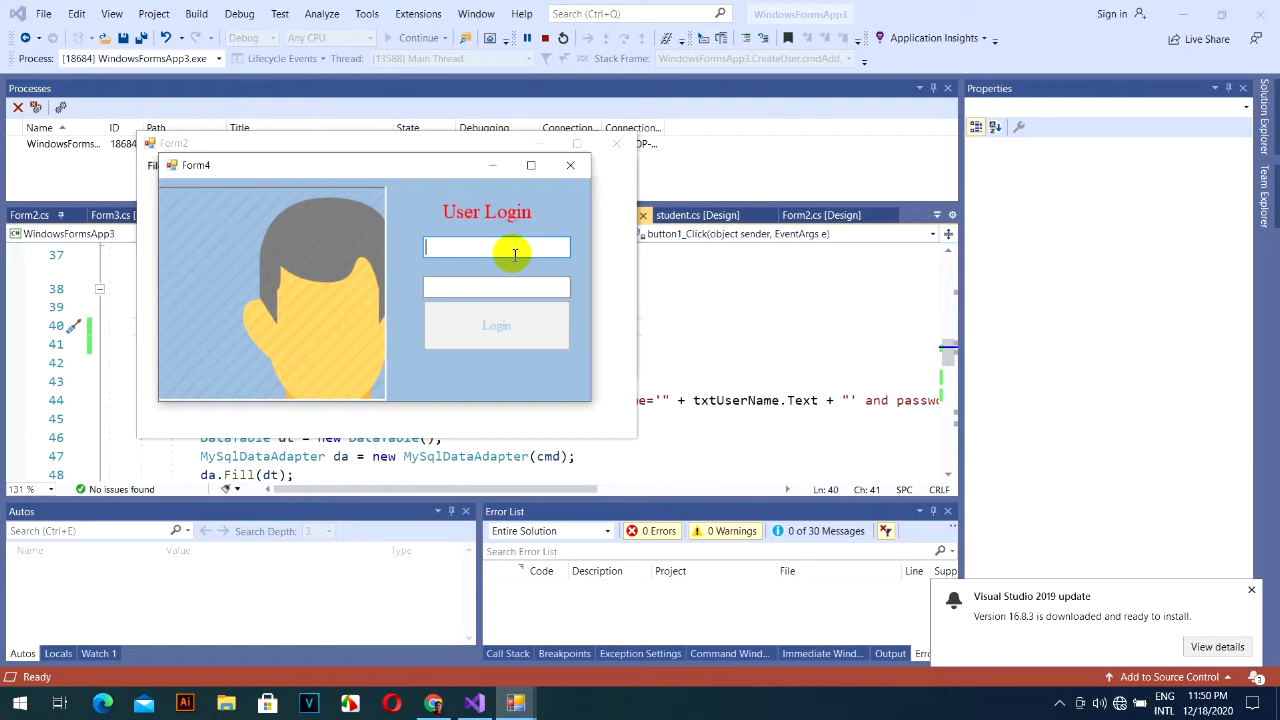 File Edit View Git Project Build Debug Test Analyze Tools Extensions Window Help Search (Ctrl+Q) WindowsFormsApp3 Sign in
Debug Any CPU Continue Application Insights Live Share
Process: [18684] WindowsFormsApp3.exe Lifecycle Events Thread: [13588] Main Thread Stack Frame: WindowsFormsApp3.CreateUser.cmdAdd_
Processes Properties
Name ID Path Title State Debugging Connection... Connection...
WindowsForms... 18684
Form2
Form4
User Login
Login
Form2.cs Form3.cs student.cs [Design] Form2.cs [Design]
WindowsFormsApp3 button1_Click(object sender, EventArgs e)
37
38
39
40
41
42
43
44 + txtUserName.Text + "' and passw
45
46 DataTable dt = new DataTable();
47 MySqlDataAdapter da = new MySqlDataAdapter(cmd);
48 da.Fill(dt);
131 % No issues found Ln: 40 Ch: 41 SPC CRLF
Autos
Search (Ctrl+E) Search Depth: 3
Name Value Type
Error List
Entire Solution 0 Errors 0 Warnings 0 of 30 Messages
Search Error List
Code Description Project File Line Supp
Visual Studio 2019 update
Version 16.8.3 is downloaded and ready to install.
View details
Autos Locals Watch 1 Call Stack Breakpoints Exception Settings Command Wind... Immediate Wind... Output
Ready Add to Source Control 3
Solution Explorer
Team Explorer
ENG
INTL
11:50 PM
12/18/2020